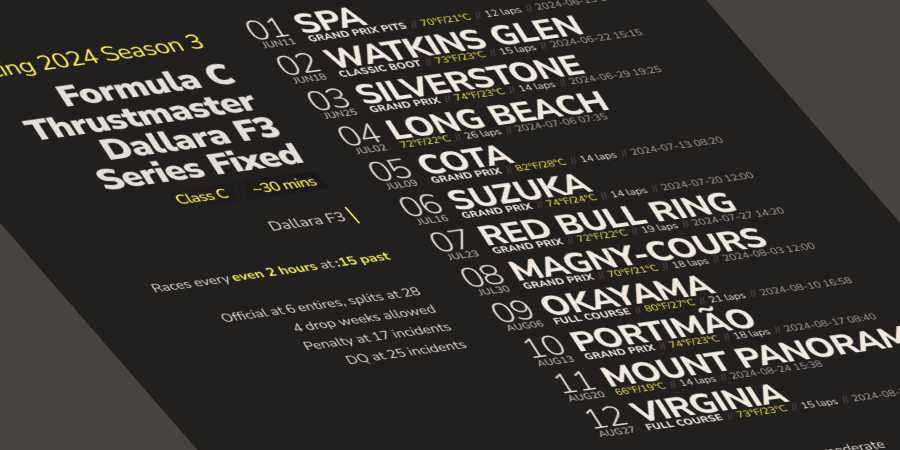 ing 2024 Season 3
Formula C
Thrustmaster
Dallara F3
Series Fixed
Class C ~30 mins
Dallara F3
Races every even 2 hours at :15 past
Official at 6 entires, splits at 28
4 drop weeks allowed
Penalty at 17 incidents
DQ at 25 incidents
01 SPA
JUN11 GRAND PRIX PITS // 70°F/21°C // 12 laps //
02 WATKINS GLEN
JUN18 CLASSIC BOOT // 73°F/23°C // 15 laps // 2024-06-22 15:15
03 SILVERSTONE
JUN25 GRAND PRIX // 74°F/23°C // 14 laps // 2024-06-29 19:25
04 LONG BEACH
JUL02 72°F/22°C // 26 laps // 2024-07-06 07:35
05 COTA
JUL09 GRAND PRIX // 82°F/28°C // 14 laps // 2024-07-13 08:20
06 SUZUKA
JUL16 GRAND PRIX // 74°F/24°C // 14 laps // 2024-07-20 12:00
07 RED BULL RING
JUL23 GRAND PRIX // 72°F/22°C // 19 laps // 2024-07-27 14:20
08 MAGNY-COURS
JUL30 GRAND PRIX // 70°F/21°C // 18 laps // 2024-08-03 12:00
09 OKAYAMA
AUG06 FULL COURSE // 80°F/27°C // 21 laps // 2024-08-10 16:58
10 PORTIMÃO
AUG13 GRAND PRIX // 74°F/23°C // 18 laps // 2024-08-17 08:40
11 MOUNT PANORAM
AUG20 66°F/19°C // 14 laps // 2024-08-24 15:38
12 VIRGINIA
AUG27 FULL COURSE // 73°F/23°C // 15 laps // 2024-08-
moderate